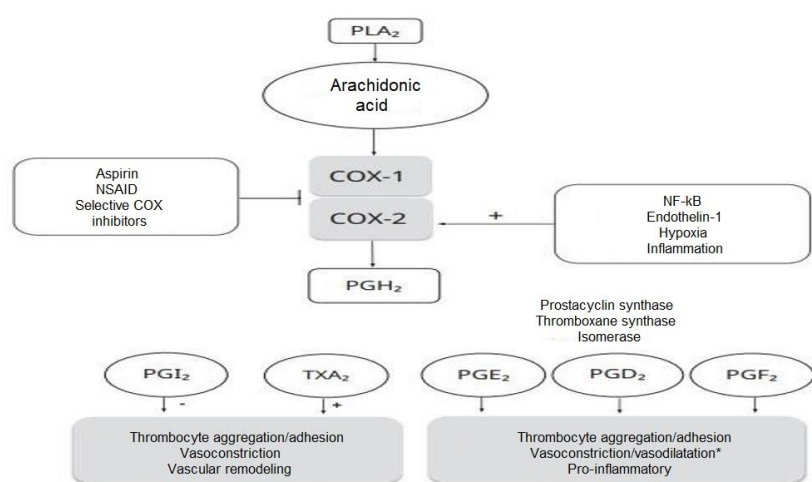 PLA₂
Arachidonic
acid
COX-1
Aspirin
NSAID
Selective COX
inhibitors
COX-2
+
NF-kB
Endothelin-1
Hypoxia
Inflammation
PGH₂
Prostacyclin synthase
Thromboxane synthase
Isomerase
PGI₂
TXA₂
PGE₂
PGD₂
PGF₂
-
+
Thrombocyte aggregation/adhesion
Vasoconstriction
Vascular remodeling
Thrombocyte aggregation/adhesion
Vasoconstriction/vasodilatation*
Pro-inflammatory